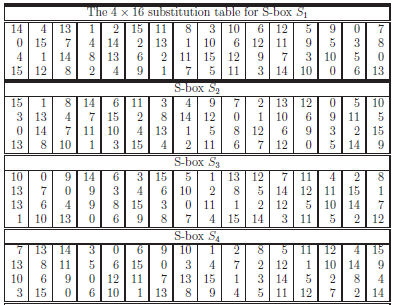 The 4 × 16 substitution table for S-box S₁
14 4 13 1 2 15 11 8 3 10 6 12 5 9 0 7
0 15 7 4 14 2 13 1 10 6 12 11 9 5 3 8
4 1 14 8 13 6 2 11 15 12 9 7 3 10 5 0
15 12 8 2 4 9 1 7 5 11 3 14 10 0 6 13
S-box S₂
15 1 8 14 6 11 3 4 9 7 2 13 12 0 5 10
3 13 4 7 15 2 8 14 12 0 1 10 6 9 11 5
0 14 7 11 10 4 13 1 5 8 12 6 9 3 2 15
13 8 10 1 3 15 4 2 11 6 7 12 0 5 14 9
S-box S₃
10 0 9 14 6 3 15 5 1 13 12 7 11 4 2 8
13 7 0 9 3 4 6 10 2 8 5 14 12 11 15 1
13 6 4 9 8 15 3 0 11 1 2 12 5 10 14 7
1 10 13 0 6 9 8 7 4 15 14 3 11 5 2 12
S-box S₄
7 13 14 3 0 6 9 10 1 2 8 5 11 12 4 15
13 8 11 5 6 15 0 3 4 7 2 12 1 10 14 9
10 6 9 0 12 11 7 13 15 1 3 14 5 2 8 4
3 15 0 6 10 1 13 8 9 4 5 11 12 7 2 14